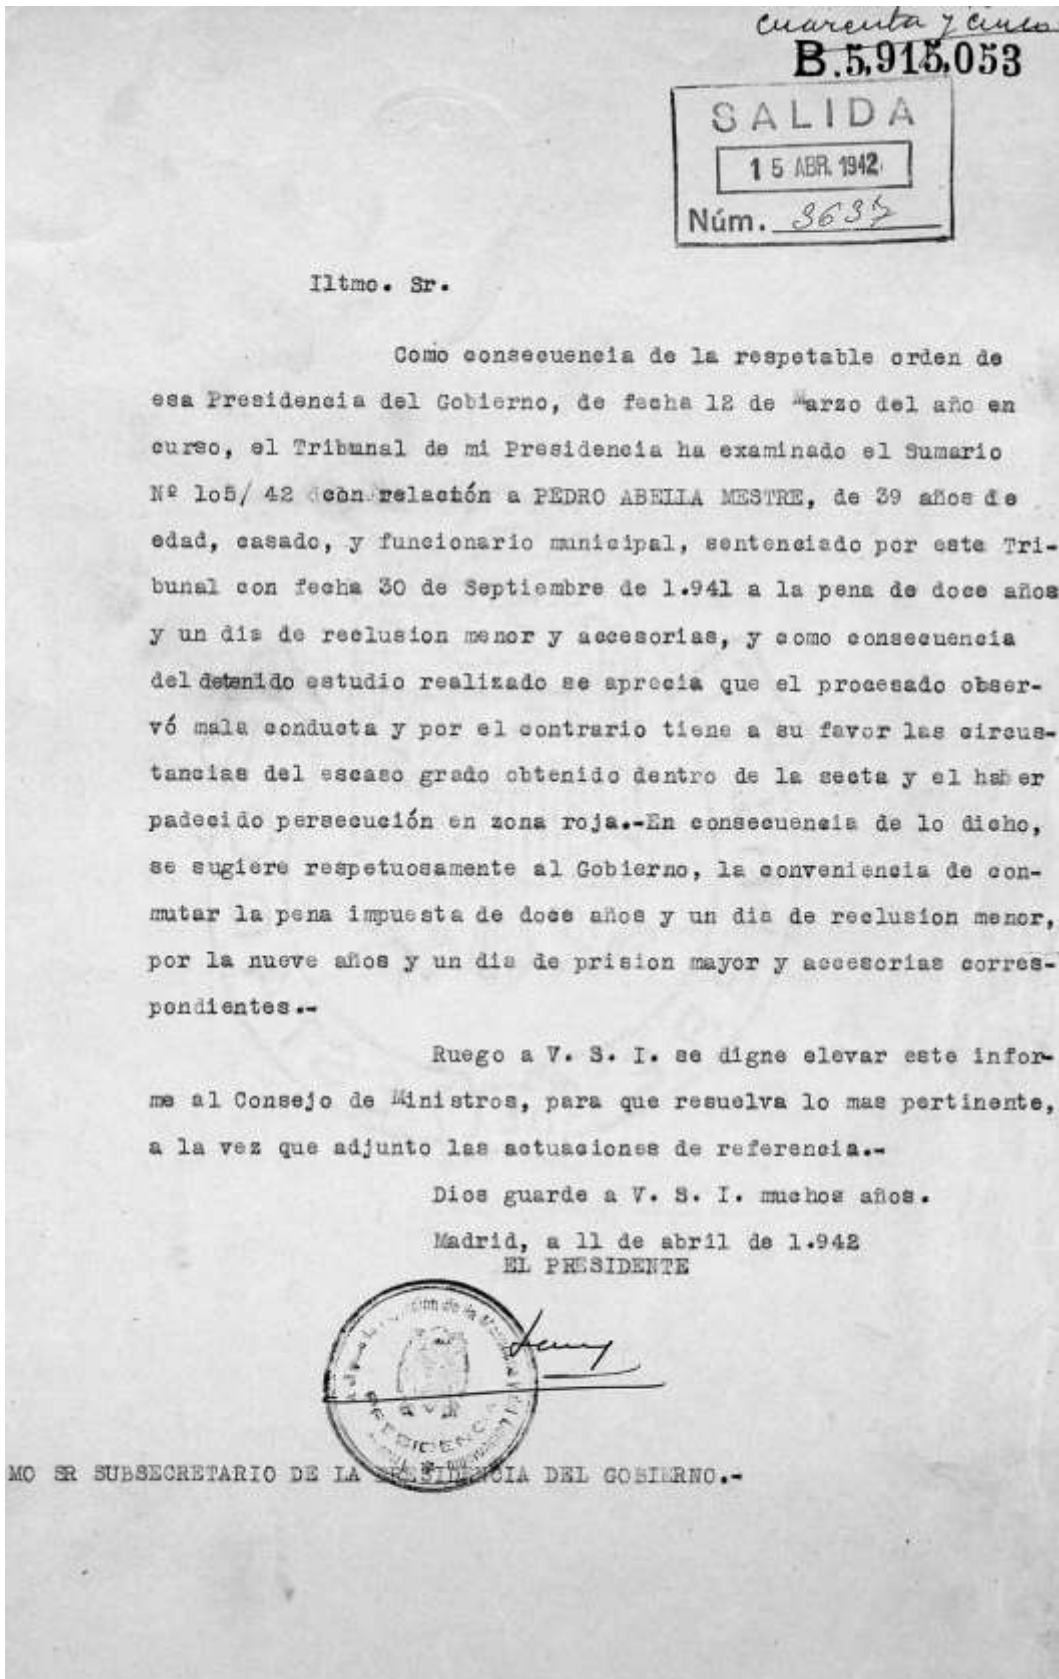 cuarenta y cinco
B.5,915,053
SALIDA
15 ABR. 1942
Núm. 3637
Iltmo. Sr.
Como consecuencia de la respetable orden de
esa Presidencia del Gobierno, de fecha 12 de Marzo del año en
curso, el Tribunal de mi Presidencia ha examinado el Sumario
Nº 105/ 42 con relación a PEDRO ABELLA MESTRE, de 39 años de
edad, casado, y funcionario municipal, sentenciado por este Tri-
bunal con fecha 30 de Septiembre de 1.941 a la pena de doce años
y un dia de reclusion menor y accesorias, y como consecuencia
del detenido estudio realizado se aprecia que el procesado obser-
vó mala conducta y por el contrario tiene a su favor las circus-
tancias del escaso grado obtenido dentro de la secta y el haber
padecido persecución en zona roja.-En consecuencia de lo dicho,
se sugiere respetuosamente al Gobierno, la conveniencia de con-
mutar la pena impuesta de doce años y un dia de reclusion menor,
por la nueve años y un dia de prision mayor y accesorias corres-
pondientes.-
Ruego a V. S. I. se digne elevar este infor-
me al Consejo de Ministros, para que resuelva lo mas pertinente,
a la vez que adjunto las actuaciones de referencia.-
Dios guarde a V. S. I. muchos años.
Madrid, a 11 de abril de 1.942
EL PRESIDENTE
PRESIDENCIA
MO SR SUBSECRETARIO DE LA PRESIDENCIA DEL GOBIERNO.-